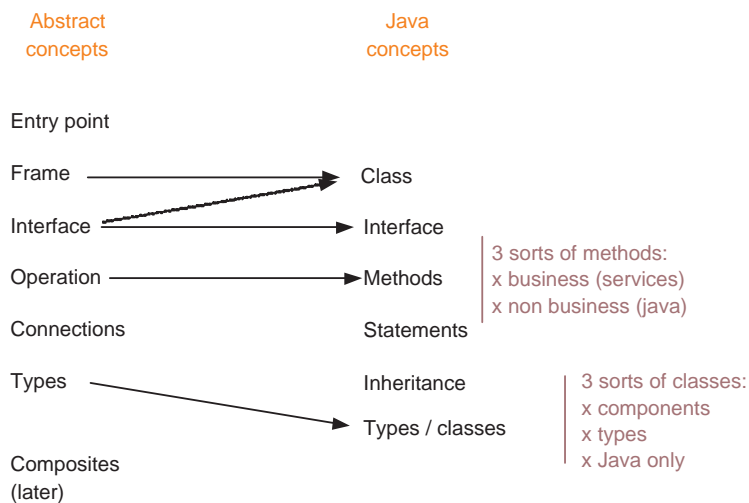 Abstract
concepts
Java
concepts
Entry point
Frame
Class
Interface
Interface
Operation
Methods
3 sorts of methods:
x business (services)
x non business (java)
Connections
Statements
Types
Inheritance
Types / classes
3 sorts of classes:
x components
x types
x Java only
Composites
(later)